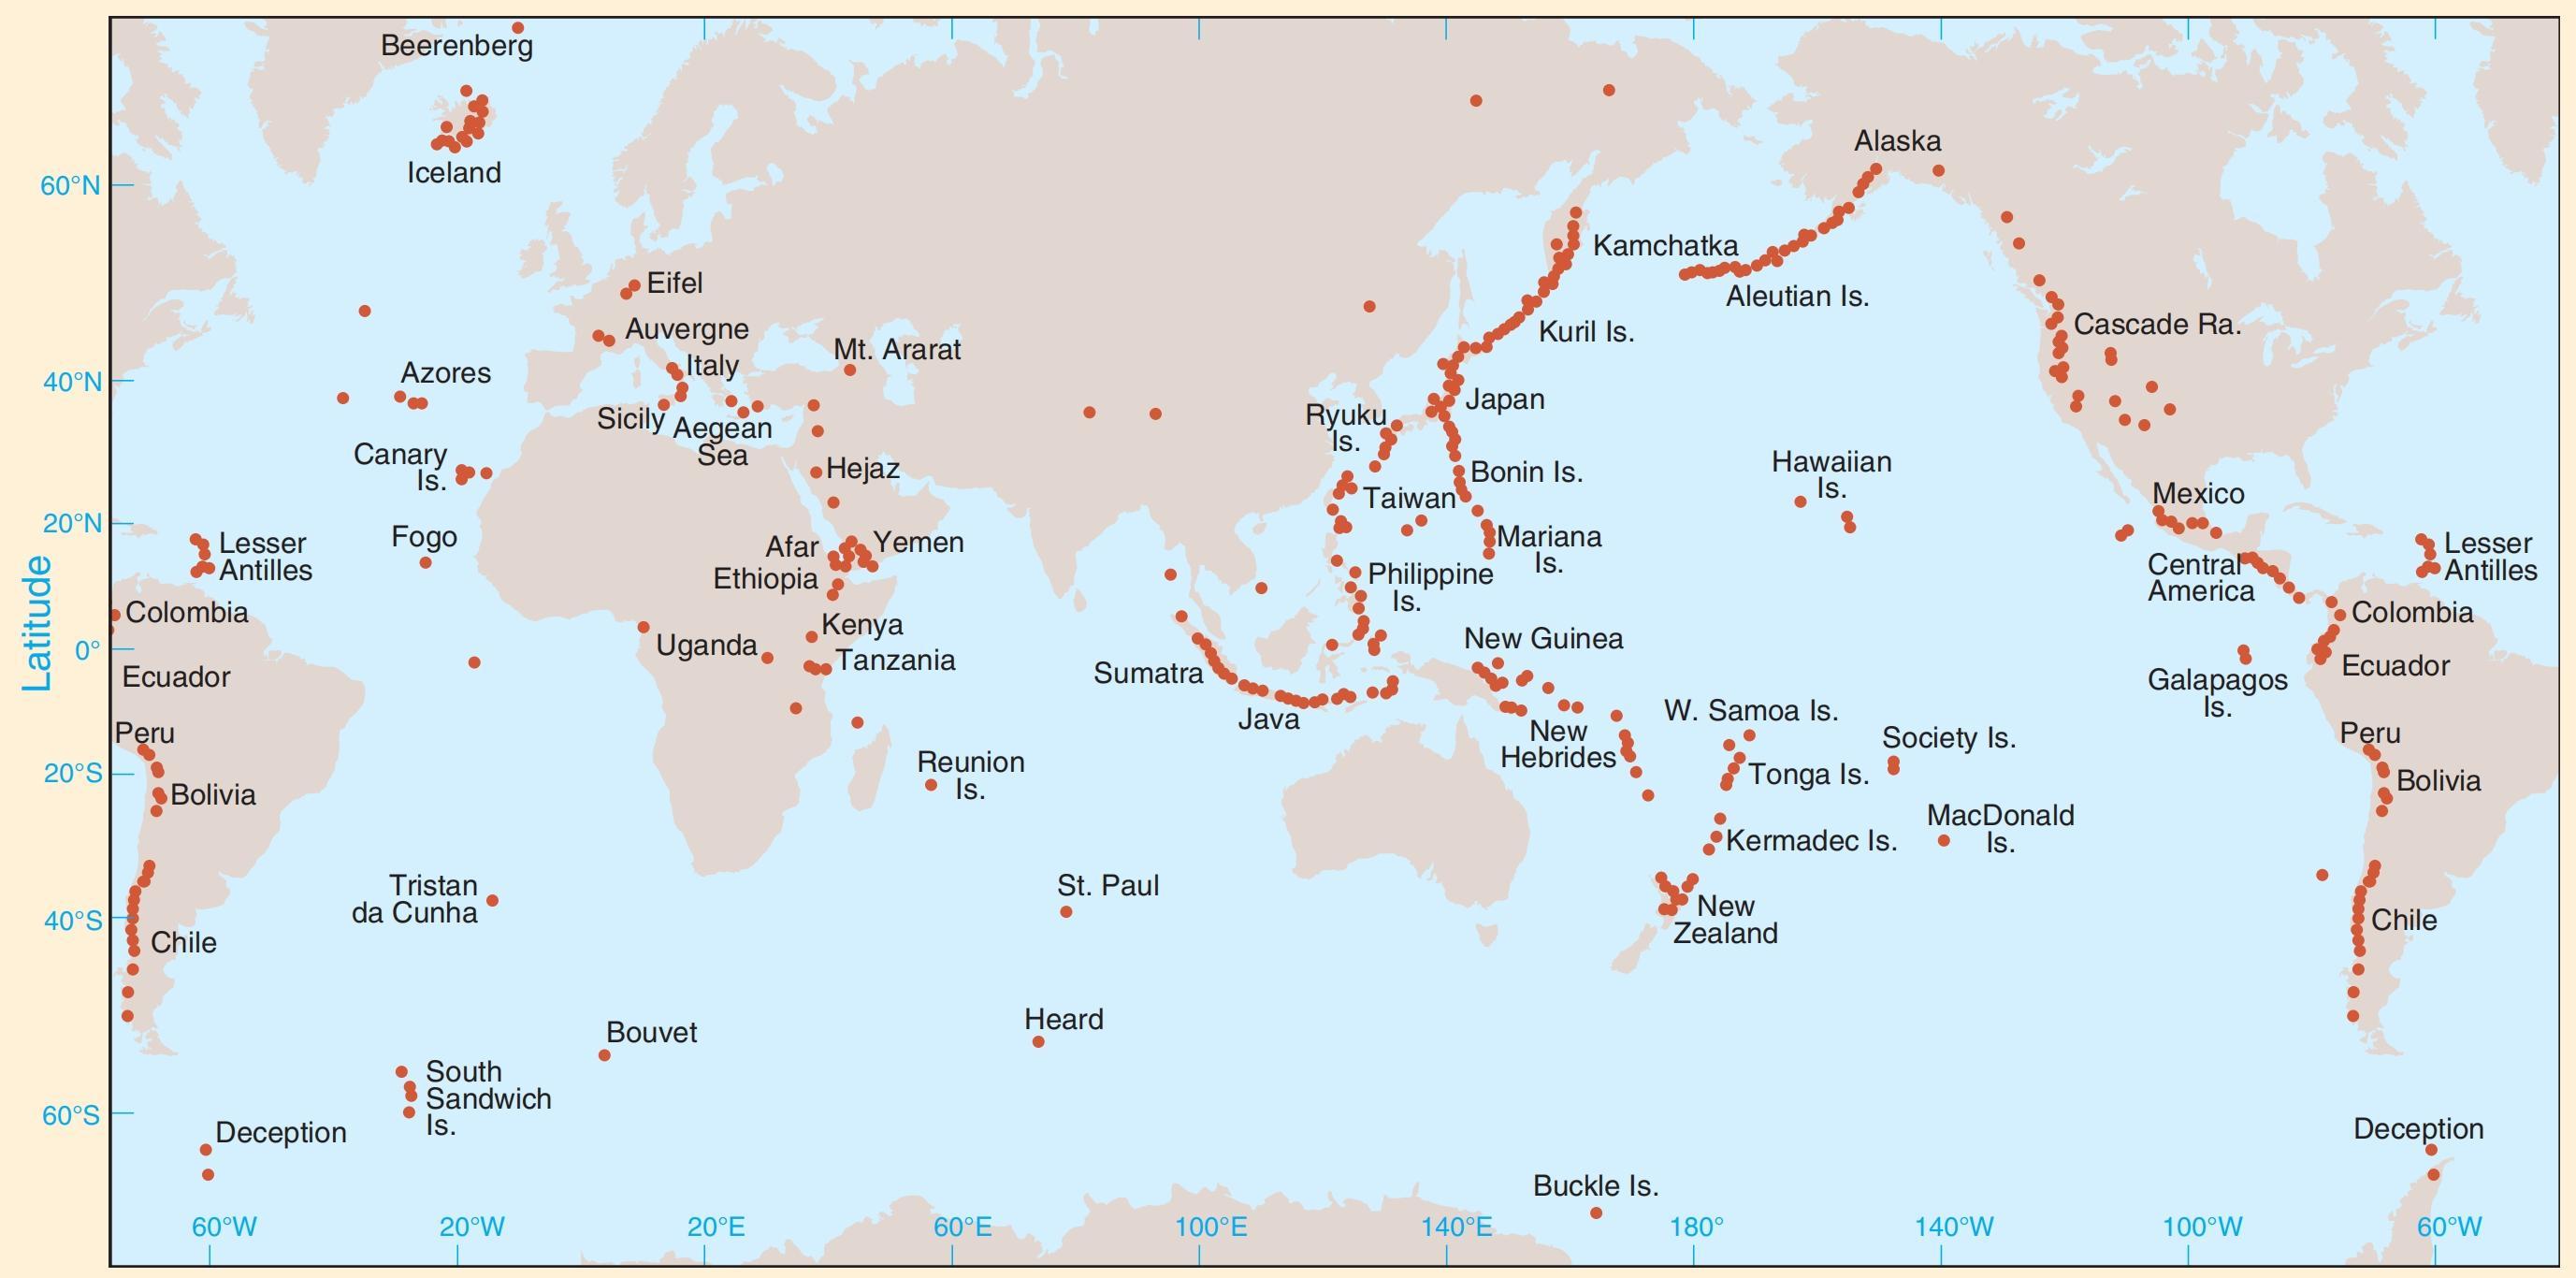 Beerenberg
Iceland
Alaska
60°N
Kamchatka
Aleutian Is.
Eifel
Auvergne
Kuril Is.
Cascade Ra.
Mt. Ararat
Italy
Azores
40°N
Japan
Sicily
Aegean
Sea
Ryuku
Is.
Canary
Is.
Hejaz
Bonin Is.
Hawaiian
Is.
Taiwan
Mexico
20°N
Fogo
Lesser
Antilles
Afar
Yemen
Ethiopia
Mariana
Is.
Philippine
Is.
Central
America
Lesser
Antilles
Colombia
Kenya
Uganda
Tanzania
New Guinea
Colombia
Latitude
0°
Ecuador
Sumatra
Java
Galapagos
Is.
Ecuador
Peru
W. Samoa Is.
New
Hebrides
Society Is.
Peru
20°S
Bolivia
Reunion
Is.
Tonga Is.
Bolivia
MacDonald
Is.
Kermadec Is.
Tristan
da Cunha
St. Paul
New
Zealand
40°S
Chile
Chile
Bouvet
Heard
South
Sandwich
Is.
60°S
Deception
Deception
Buckle Is.
60°W
20°W
20°E
60°E
100°E
140°E
180°
140°W
100°W
60°W